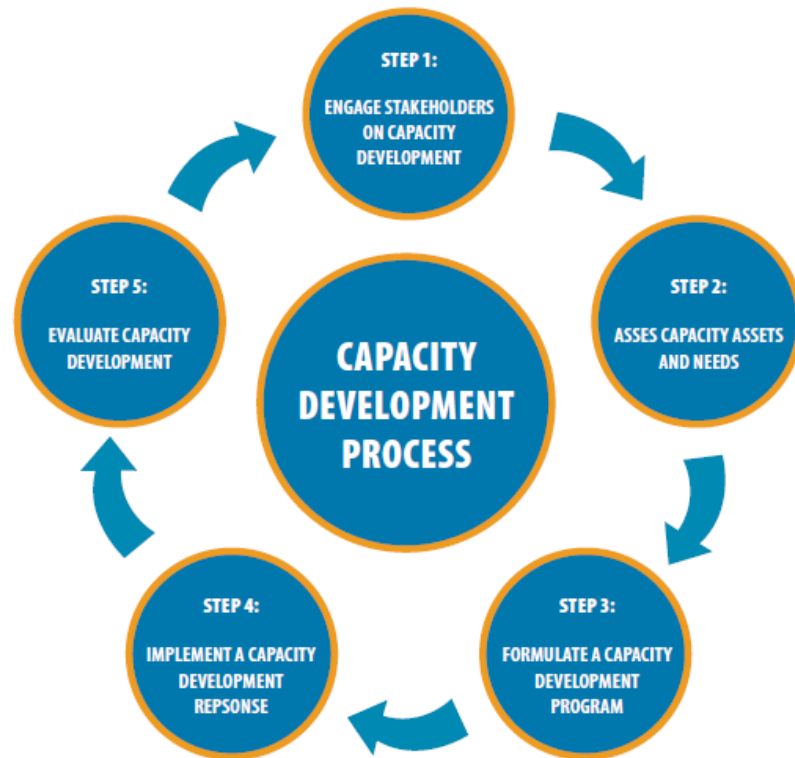 STEP 1:
ENGAGE STAKEHOLDERS
ON CAPACITY
DEVELOPMENT
STEP 2:
ASSES CAPACITY ASSETS
AND NEEDS
STEP 3:
FORMULATE A CAPACITY
DEVELOPMENT
PROGRAM
STEP 4:
IMPLEMENT A CAPACITY
DEVELOPMENT
REPSONSE
STEP 5:
EVALUATE CAPACITY
DEVELOPMENT
CAPACITY
DEVELOPMENT
PROCESS